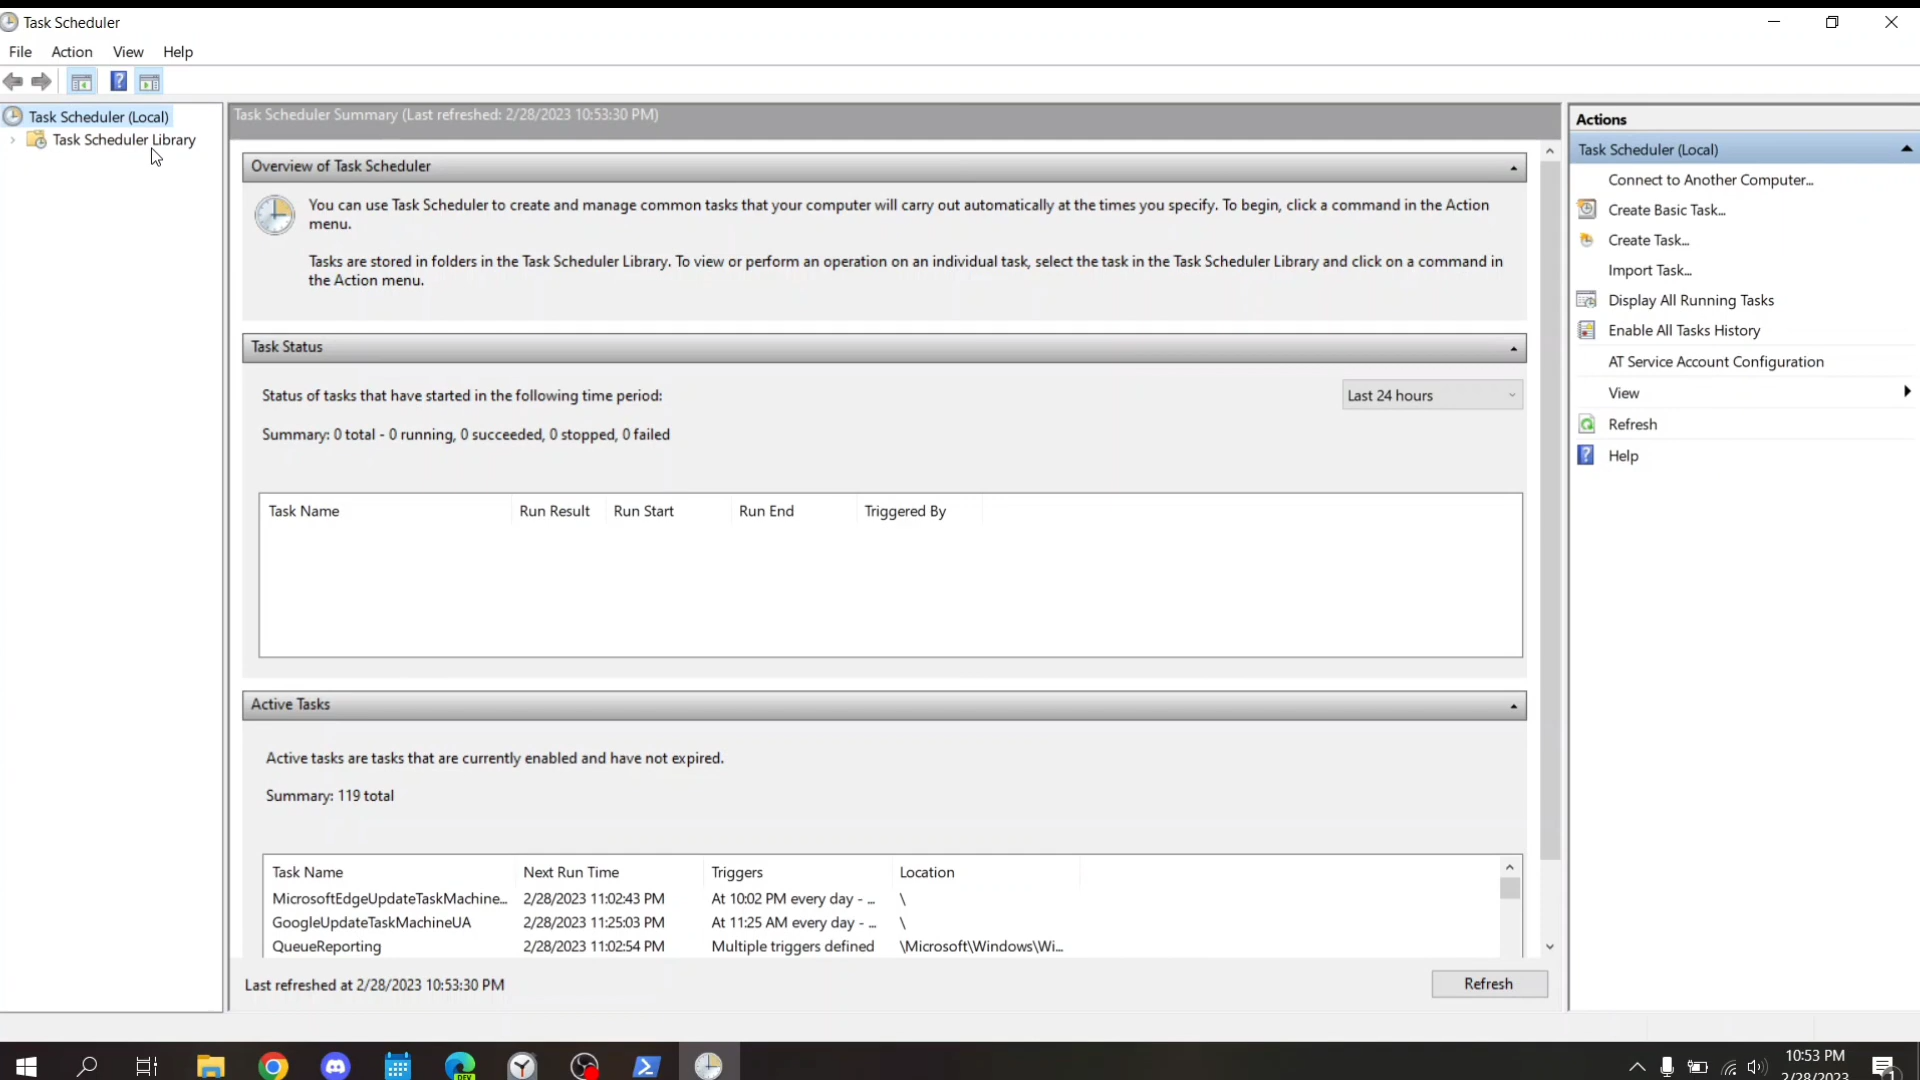 Task Scheduler
File Action View Help
Task Scheduler (Local)
Task Scheduler Library
Task Scheduler Summary (Last refreshed: 2/28/2023 10:53:30 PM)
Overview of Task Scheduler
You can use Task Scheduler to create and manage common tasks that your computer will carry out automatically at the times you specify. To begin, click a command in the Action
menu.
Tasks are stored in folders in the Task Scheduler Library. To view or perform an operation on an individual task, select the task in the Task Scheduler Library and click on a command in
the Action menu.
Task Status
Status of tasks that have started in the following time period:
Last 24 hours
Summary: 0 total - 0 running, 0 succeeded, 0 stopped, 0 failed
Task Name Run Result Run Start Run End Triggered By
Active Tasks
Active tasks are tasks that are currently enabled and have not expired.
Summary: 119 total
Task Name Next Run Time Triggers Location
MicrosoftEdgeUpdateTaskMachine... 2/28/2023 11:02:43 PM At 10:02 PM every day - ... \
GoogleUpdateTaskMachineUA 2/28/2023 11:25:03 PM At 11:25 AM every day - ... \
QueueReporting 2/28/2023 11:02:54 PM Multiple triggers defined \Microsoft\Windows\Wi...
Last refreshed at 2/28/2023 10:53:30 PM
Refresh
Actions
Task Scheduler (Local)
Connect to Another Computer...
Create Basic Task...
Create Task...
Import Task...
Display All Running Tasks
Enable All Tasks History
AT Service Account Configuration
View
Refresh
Help
DEV
10:53 PM
2/28/2023
1